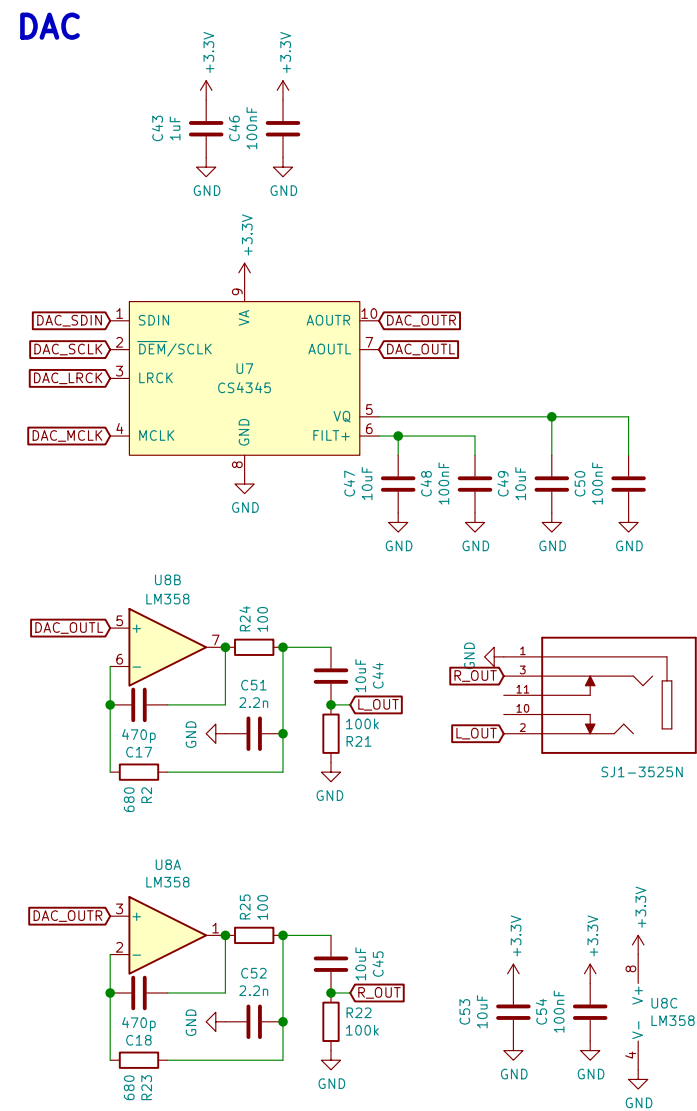 DAC
+3.3V
+3.3V
C43
1uF
C46
100nF
GND
GND
+3.3V
9
VA
DAC_SDIN
1
SDIN
DAC_SCLK
2
DEM/SCLK
DAC_LRCK
3
LRCK
DAC_MCLK
4
MCLK
U7
CS4345
GND
8
GND
AOUTR
10
DAC_OUTR
AOUTL
7
DAC_OUTL
VQ
5
FILT+
6
C47
10uF
C48
100nF
C49
10uF
C50
100nF
GND
GND
GND
GND
U8B
LM358
DAC_OUTL
5
+
6
-
7
R24
100
470p
C17
680
R2
C51
2.2n
GND
10uF
C44
L_OUT
100k
R21
GND
GND
1
R_OUT
3
11
10
L_OUT
2
SJ1-3525N
U8A
LM358
DAC_OUTR
3
+
2
-
1
R25
100
470p
C18
680
R23
C52
2.2n
GND
10uF
C45
R_OUT
R22
100k
GND
+3.3V
C53
10uF
GND
+3.3V
C54
100nF
GND
+3.3V
8
V+
U8C
LM358
V-
4
GND